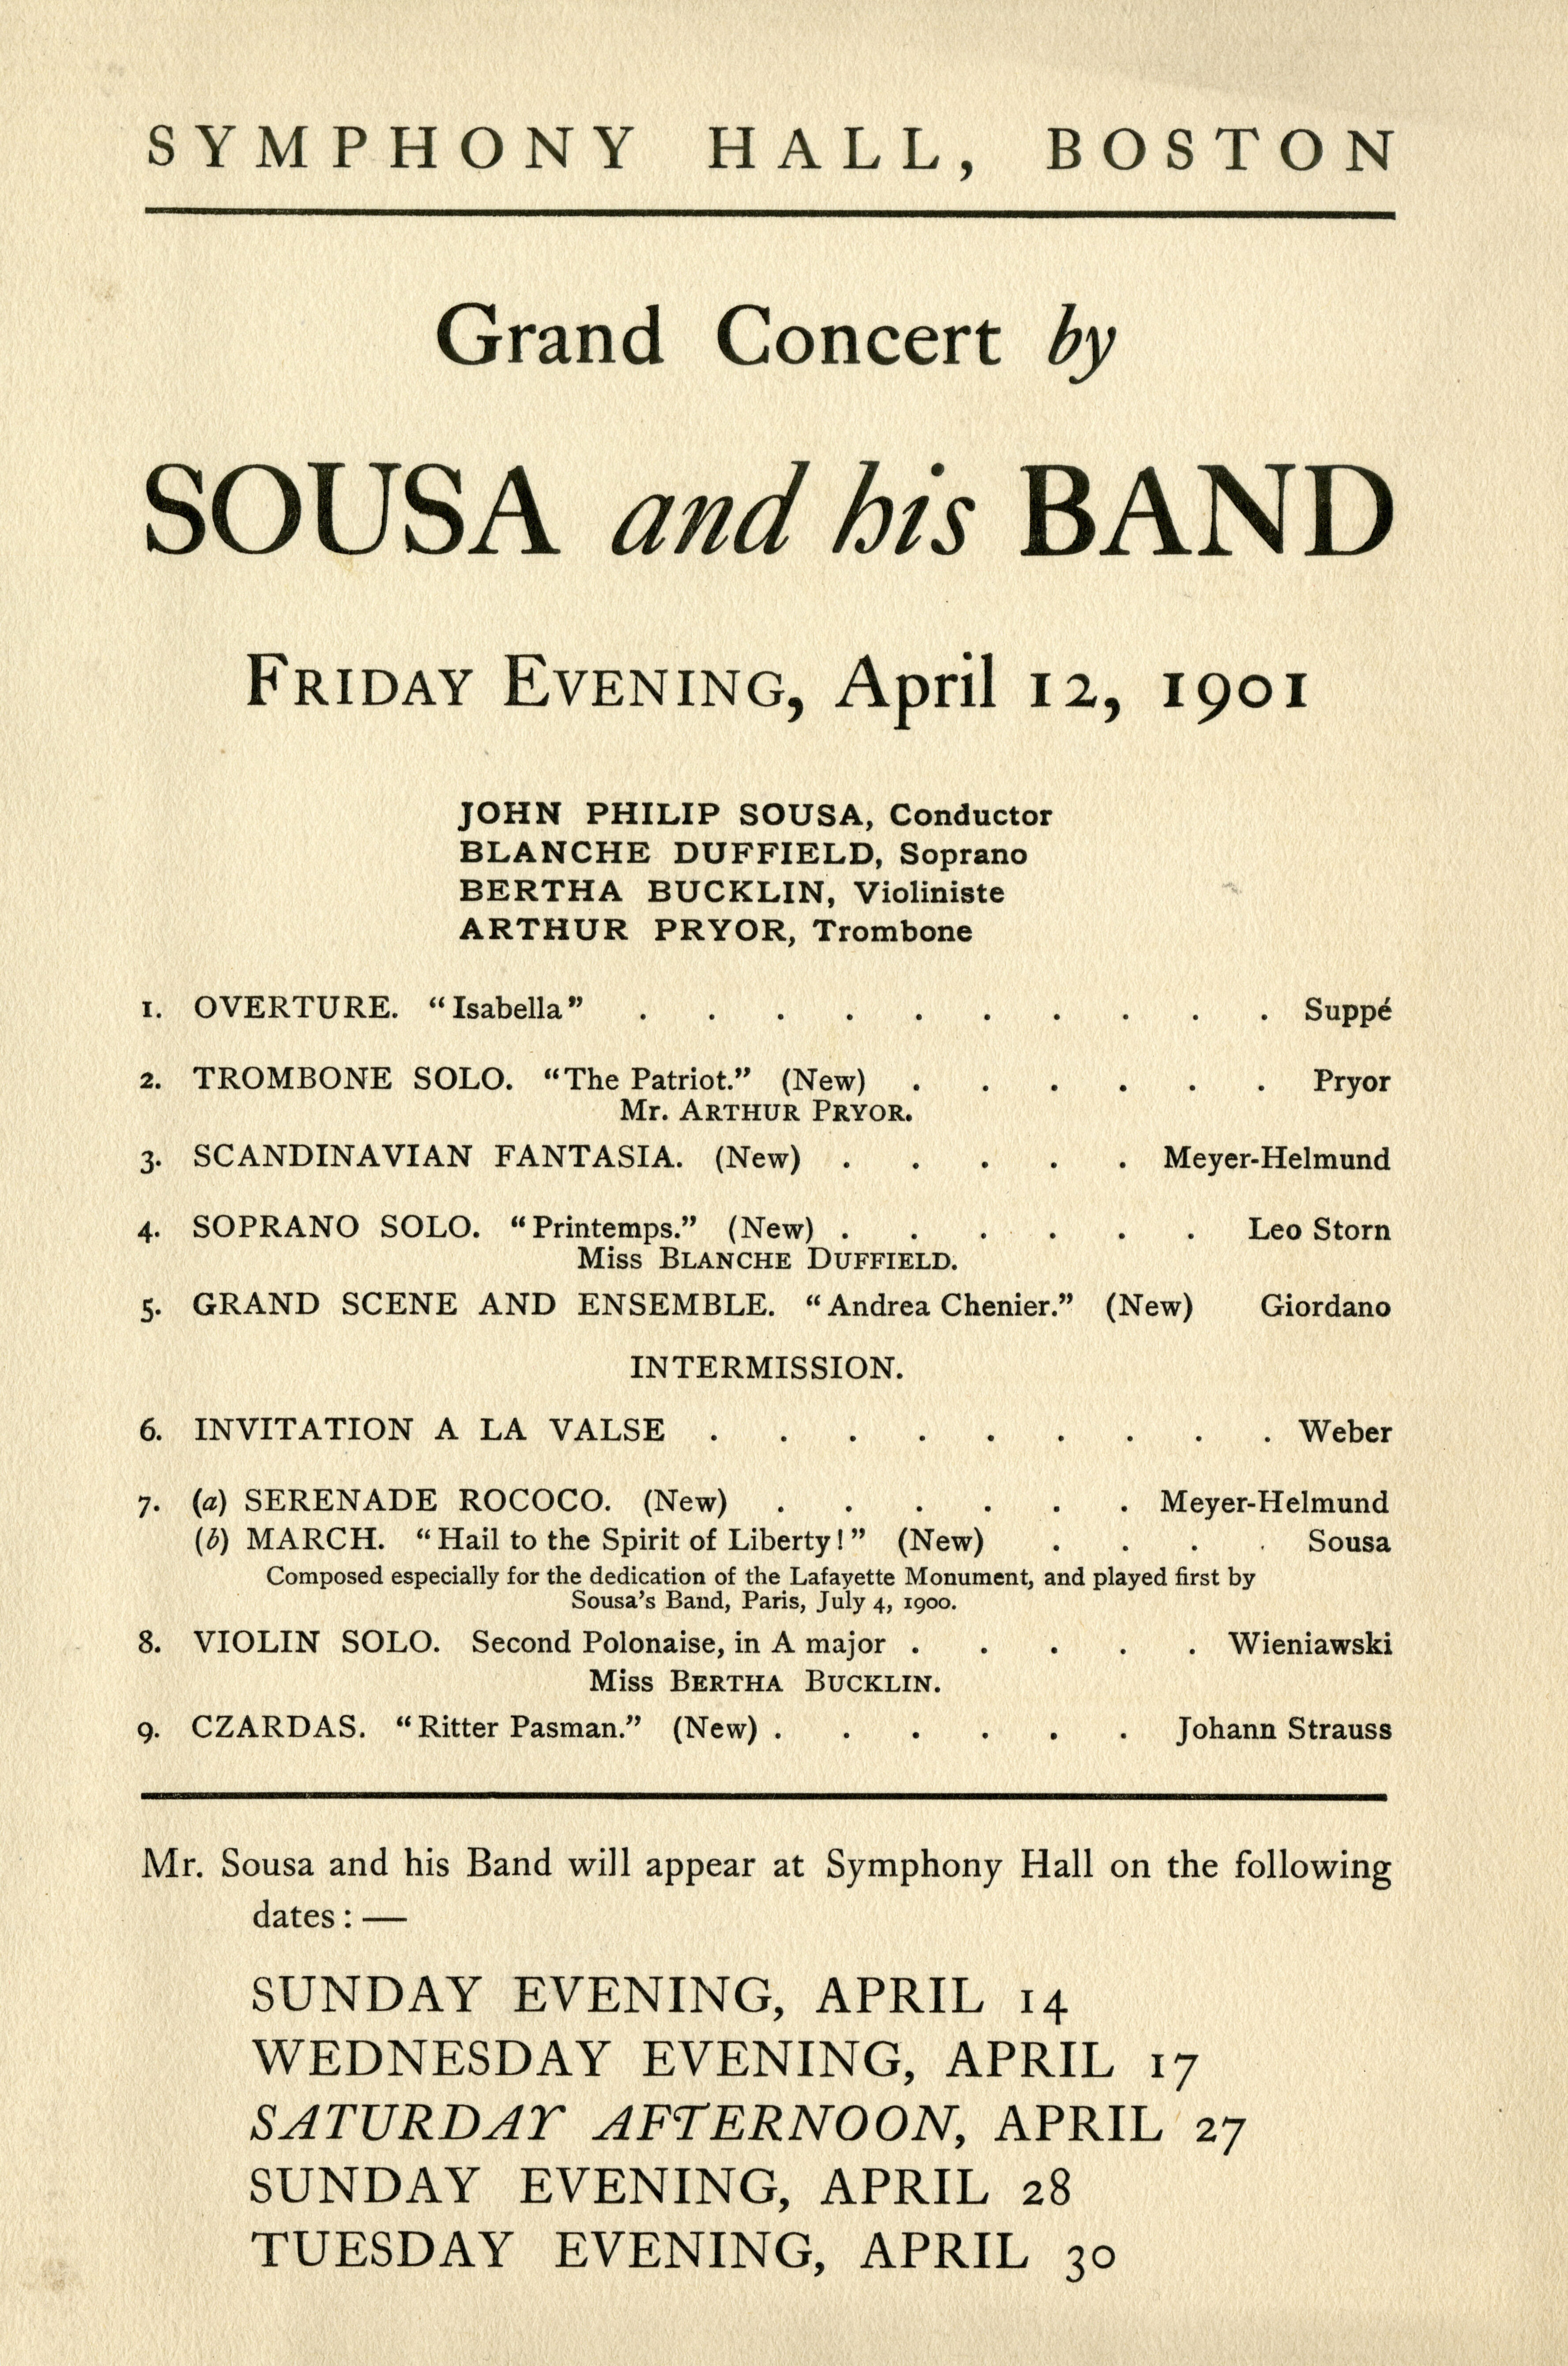 SYMPHONY HALL, BOSTON
Grand Concert by
SOUSA and his BAND
FRIDAY EVENING, April 12, 1901
JOHN PHILIP SOUSA, Conductor
BLANCHE DUFFIELD, Soprano
BERTHA BUCKLIN, Violiniste
ARTHUR PRYOR, Trombone
1. OVERTURE. “Isabella” . . . . . . . . . . Suppé
2. TROMBONE SOLO. “The Patriot.” (New) . . . . . . Pryor
Mr. ARTHUR PRYOR.
3. SCANDINAVIAN FANTASIA. (New) . . . . . Meyer-Helmund
4. SOPRANO SOLO. “Printemps.” (New) . . . . . . Leo Storn
Miss BLANCHE DUFFIELD.
5. GRAND SCENE AND ENSEMBLE. “Andrea Chenier.” (New) Giordano
INTERMISSION.
6. INVITATION A LA VALSE . . . . . . . . . Weber
7. (a) SERENADE ROCOCO. (New) . . . . . . Meyer-Helmund
(b) MARCH. “Hail to the Spirit of Liberty!” (New) . . . . Sousa
Composed especially for the dedication of the Lafayette Monument, and played first by
Sousa’s Band, Paris, July 4, 1900.
8. VIOLIN SOLO. Second Polonaise, in A major . . . . . Wieniawski
Miss BERTHA BUCKLIN.
9. CZARDAS. “Ritter Pasman.” (New) . . . . . . Johann Strauss
Mr. Sousa and his Band will appear at Symphony Hall on the following
dates: —
SUNDAY EVENING, APRIL 14
WEDNESDAY EVENING, APRIL 17
SATURDAY AFTERNOON, APRIL 27
SUNDAY EVENING, APRIL 28
TUESDAY EVENING, APRIL 30